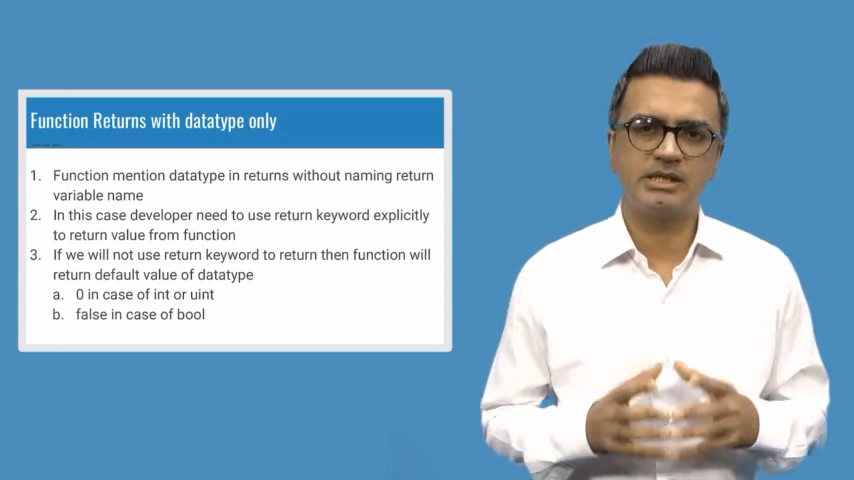 Function Returns with datatype only
1. Function mention datatype in returns without naming return
variable name
2. In this case developer need to use return keyword explicitly
to return value from function
3. If we will not use return keyword to return then function will
return default value of datatype
a. 0 in case of int or uint
b. false in case of bool